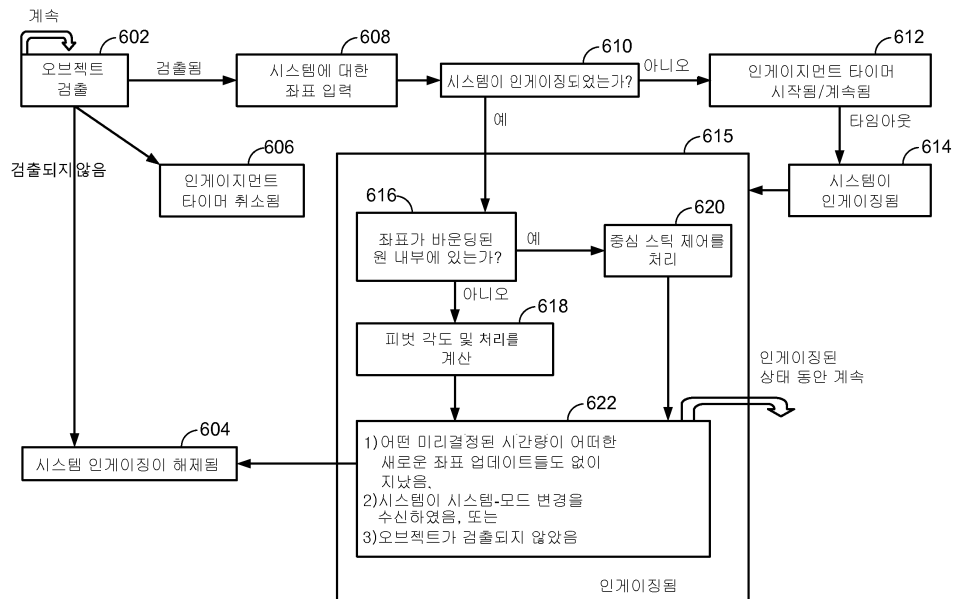 계속
602
오브젝트
검출
검출됨
608
시스템에 대한
좌표 입력
610
시스템이 인게이징되었는가?
아니오
612
인게이지먼트 타이머
시작됨/계속됨
타임아웃
614
시스템이
인게이징됨
예
615
검출되지않음
606
인게이지먼트
타이머 취소됨
616
좌표가 바운딩된
원 내부에 있는가?
예
620
중심 스틱 제어를
처리
아니오
618
피벗 각도 및 처리를
계산
인게이징된
상태 동안 계속
622
1)어떤 미리결정된 시간량이 어떠한
새로운 좌표 업데이트들도 없이
지났음,
2)시스템이 시스템-모드 변경을
수신하였음, 또는
3)오브젝트가 검출되지 않았음
604
시스템 인게이징이 해제됨
인게이징됨